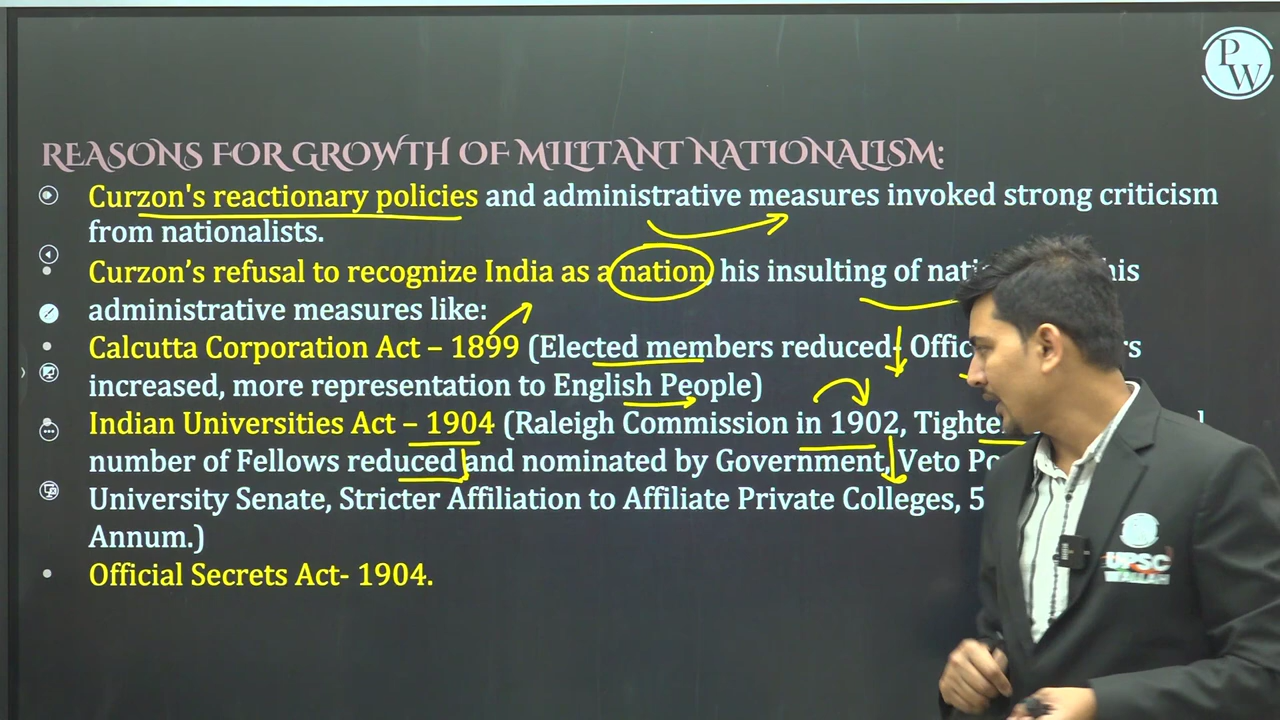 PW
REASONS FOR GROWTH OF MILITANT NATIONALISM:
Curzon's reactionary policies and administrative measures invoked strong criticism
from nationalists.
Curzon’s refusal to recognize India as a nation, his insulting of his
administrative measures like:
Calcutta Corporation Act – 1899 (Elected members reduced
increased, more representation to English People)
Indian Universities Act – 1904 (Raleigh Commission in 1902,
number of Fellows reduced and nominated by Government, Veto
University Senate, Stricter Affiliation to Affiliate Private Colleges, 5
Annum.)
Official Secrets Act- 1904.
UPSC
WALLAH